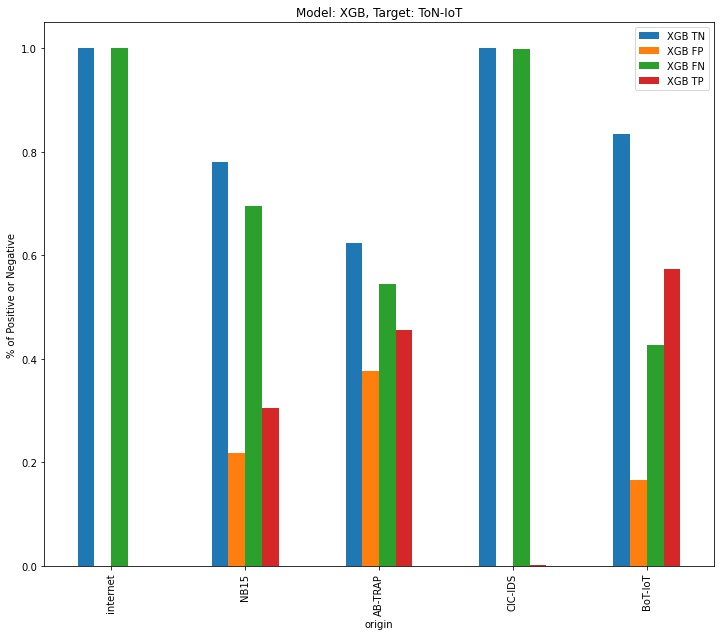 Model: XGB, Target: ToN-IoT
XGB TN
XGB FP
XGB FN
XGB TP
% of Positive or Negative
1.0
0.8
0.6
0.4
0.2
0.0
internet
NB15
AB-TRAP
CIC-IDS
BoT-IoT
origin